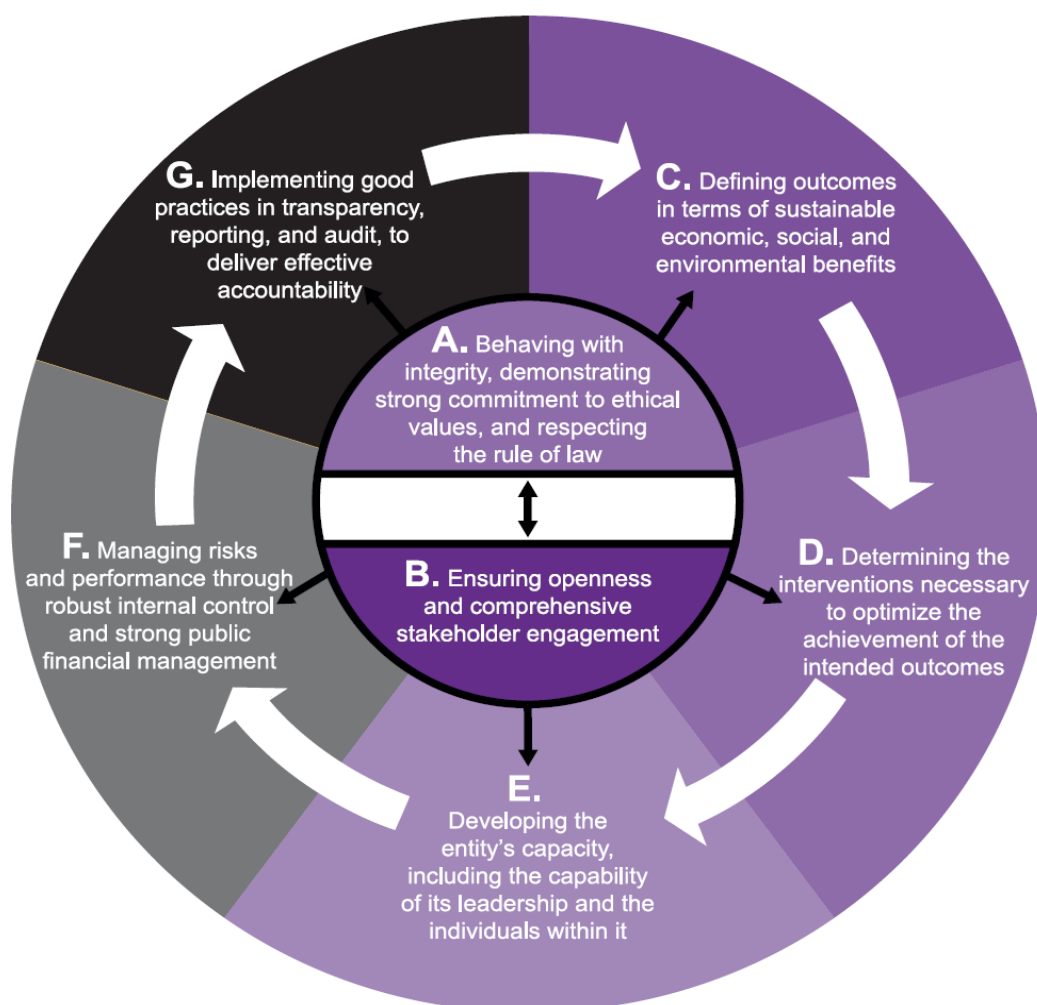 A. Behaving with
integrity, demonstrating
strong commitment to ethical
values, and respecting
the rule of law
B. Ensuring openness
and comprehensive
stakeholder engagement
C. Defining outcomes
in terms of sustainable
economic, social, and
environmental benefits
D. Determining the
interventions necessary
to optimize the
achievement of the
intended outcomes
E.
Developing the
entity’s capacity,
including the capability
of its leadership and the
individuals within it
F. Managing risks
and performance through
robust internal control
and strong public
financial management
G. Implementing good
practices in transparency,
reporting, and audit, to
deliver effective
accountability